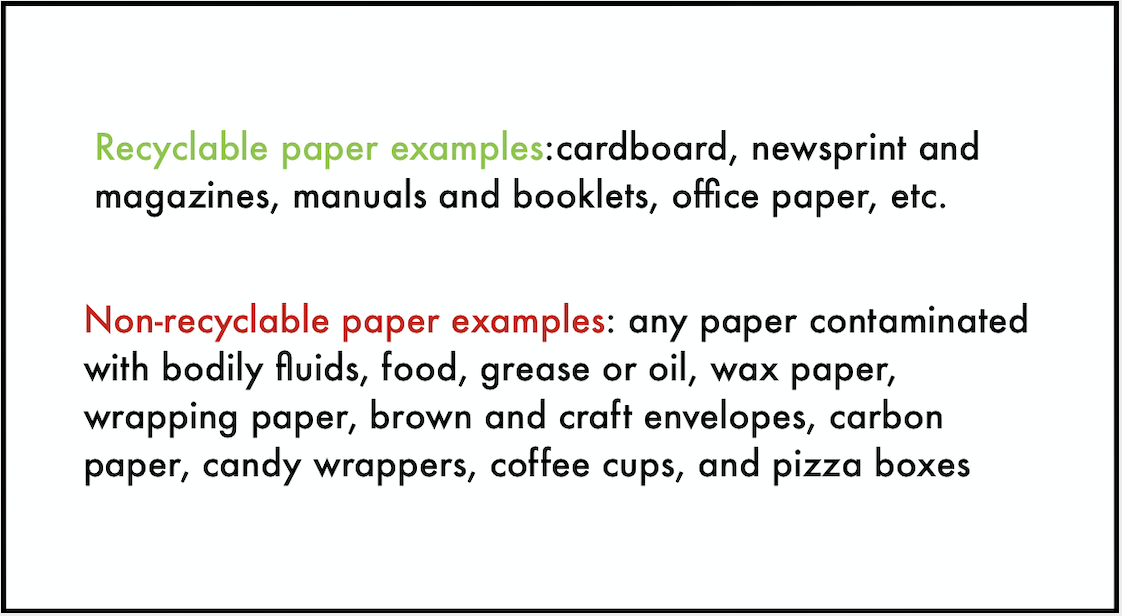 Recyclable paper examples:cardboard, newsprint and
magazines, manuals and booklets, office paper, etc.
Non-recyclable paper examples: any paper contaminated
with bodily fluids, food, grease or oil, wax paper,
wrapping paper, brown and craft envelopes, carbon
paper, candy wrappers, coffee cups, and pizza boxes